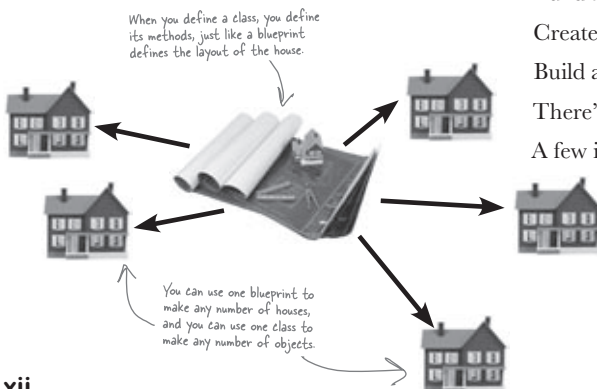 When you define a class, you define
its methods, just like a blueprint
defines the layout of the house.
Create
Build a
There's
A few i
You can use one blueprint to
make any number of houses,
and you can use one class to
make any number of objects.
xii